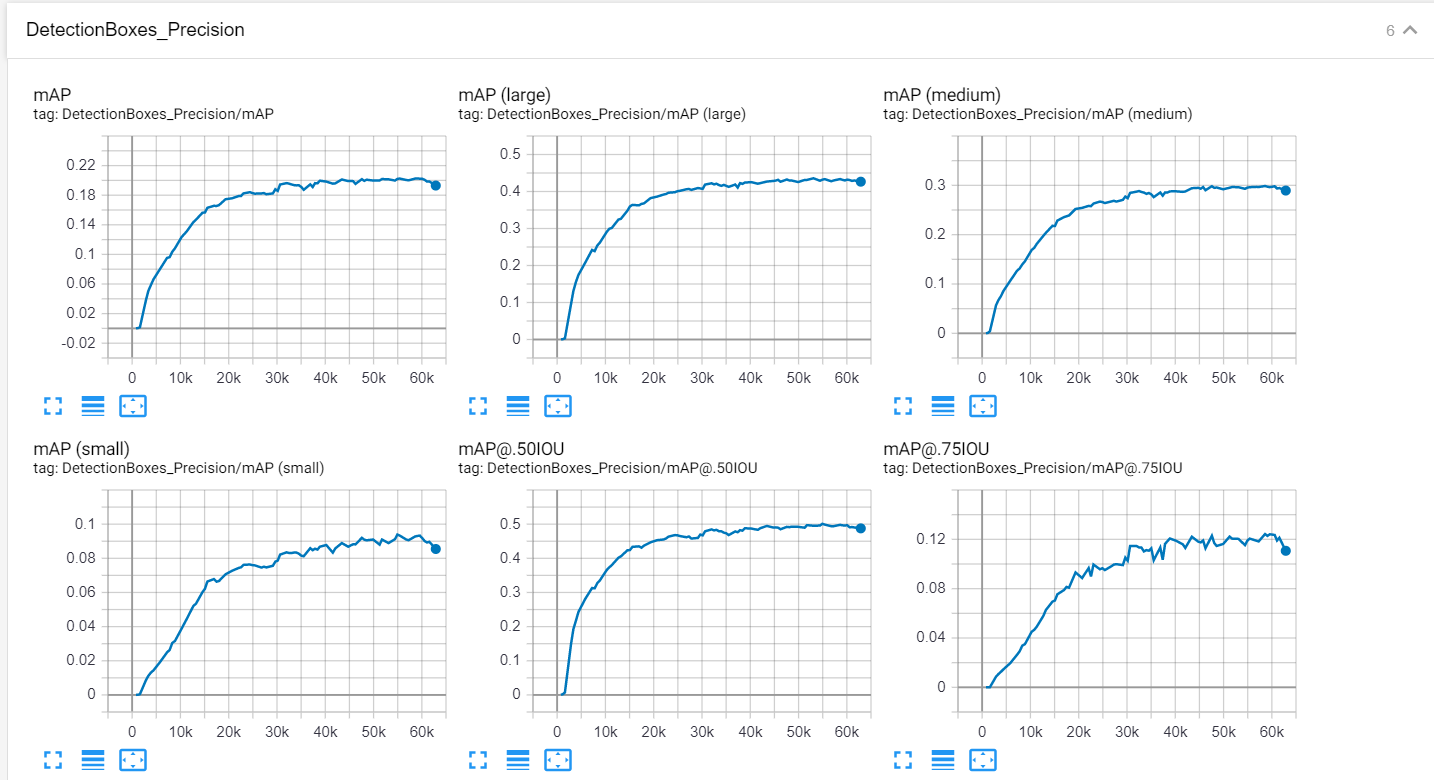 DetectionBoxes_Precision
6
mAP
tag: DetectionBoxes_Precision/mAP
0.22
0.18
0.14
0.1
0.06
0.02
-0.02
0 10k 20k 30k 40k 50k 60k
mAP (large)
tag: DetectionBoxes_Precision/mAP (large)
0.5
0.4
0.3
0.2
0.1
0
0 10k 20k 30k 40k 50k 60k
mAP (medium)
tag: DetectionBoxes_Precision/mAP (medium)
0.3
0.2
0.1
0
0 10k 20k 30k 40k 50k 60k
mAP (small)
tag: DetectionBoxes_Precision/mAP (small)
0.1
0.08
0.06
0.04
0.02
0
0 10k 20k 30k 40k 50k 60k
mAP@.50IOU
tag: DetectionBoxes_Precision/mAP@.50IOU
0.5
0.4
0.3
0.2
0.1
0
0 10k 20k 30k 40k 50k 60k
mAP@.75IOU
tag: DetectionBoxes_Precision/mAP@.75IOU
0.12
0.08
0.04
0
0 10k 20k 30k 40k 50k 60k